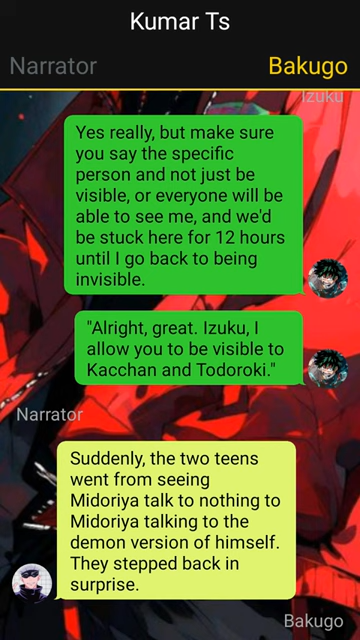 Kumar Ts
Narrator
Bakugo
Izuku
Yes really, but make sure
you say the specific
person and not just be
visible, or everyone will be
able to see me, and we'd
be stuck here for 12 hours
until I go back to being
invisible.
"Alright, great. Izuku, I
allow you to be visible to
Kacchan and Todoroki."
Narrator
Suddenly, the two teens
went from seeing
Midoriya talk to nothing to
Midoriya talking to the
demon version of himself.
They stepped back in
surprise.
Bakugo